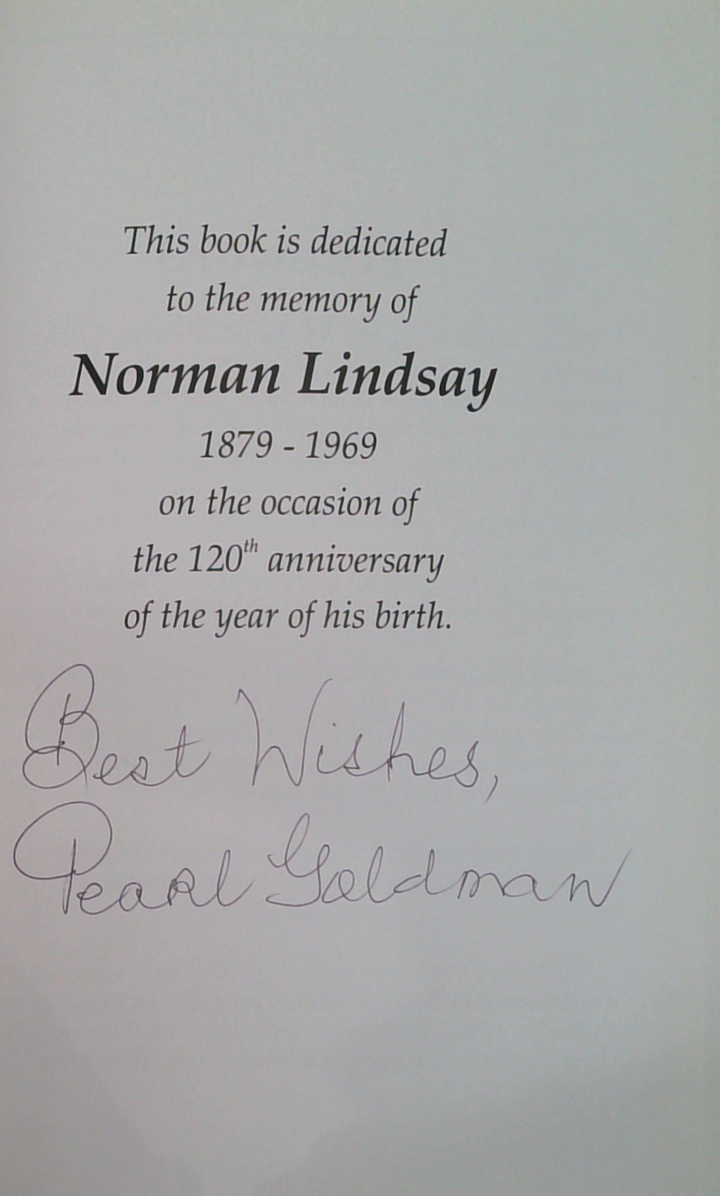 This book is dedicated
to the memory of
Norman Lindsay
1879 - 1969
on the occasion of
the 120th anniversary
of the year of his birth.
Best Wishes,
Pearl Goldman